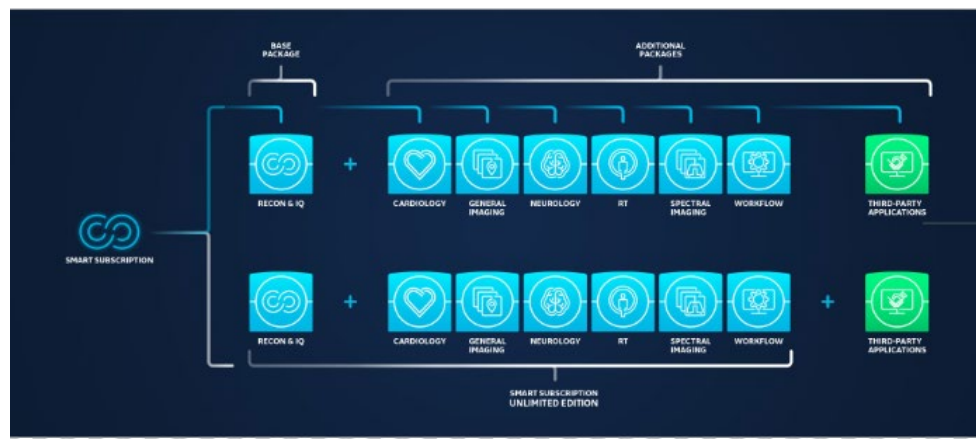 BASE
PACKAGE
ADDITIONAL
PACKAGES
RECON & IQ
CARDIOLOGY
GENERAL
IMAGING
NEUROLOGY
RT
SPECTRAL
IMAGING
WORKFLOW
THIRD-PARTY
APPLICATIONS
SMART SUBSCRIPTION
RECON & IQ
CARDIOLOGY
GENERAL
IMAGING
NEUROLOGY
RT
SPECTRAL
IMAGING
WORKFLOW
THIRD-PARTY
APPLICATIONS
SMART SUBSCRIPTION
UNLIMITED EDITION